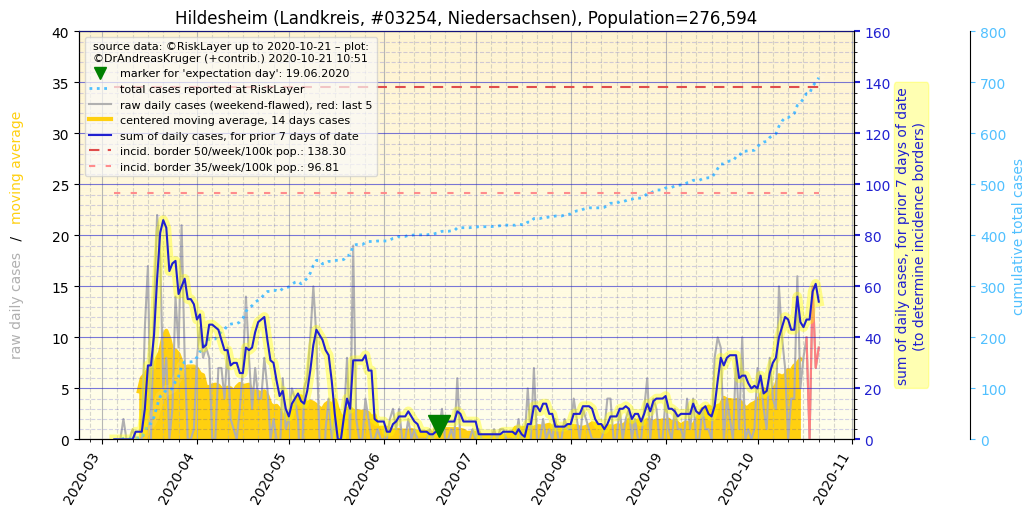 Hildesheim (Landkreis, #03254, Niedersachsen), Population=276,594
source data: ©RiskLayer up to 2020-10-21 – plot:
©DrAndreasKruger (+contrib.) 2020-10-21 10:51
marker for 'expectation day': 19.06.2020
total cases reported at RiskLayer
raw daily cases (weekend-flawed), red: last 5
centered moving average, 14 days cases
sum of daily cases, for prior 7 days of date
incid. border 50/week/100k pop.: 138.30
incid. border 35/week/100k pop.: 96.81
raw daily cases / moving average
40
35
30
25
20
15
10
5
0
160
140
120
100
80
60
40
20
0
sum of daily cases, for prior 7 days of date
(to determine incidence borders)
800
700
600
500
400
300
200
100
0
cumulative total cases
2020-03
2020-04
2020-05
2020-06
2020-07
2020-08
2020-09
2020-10
2020-11